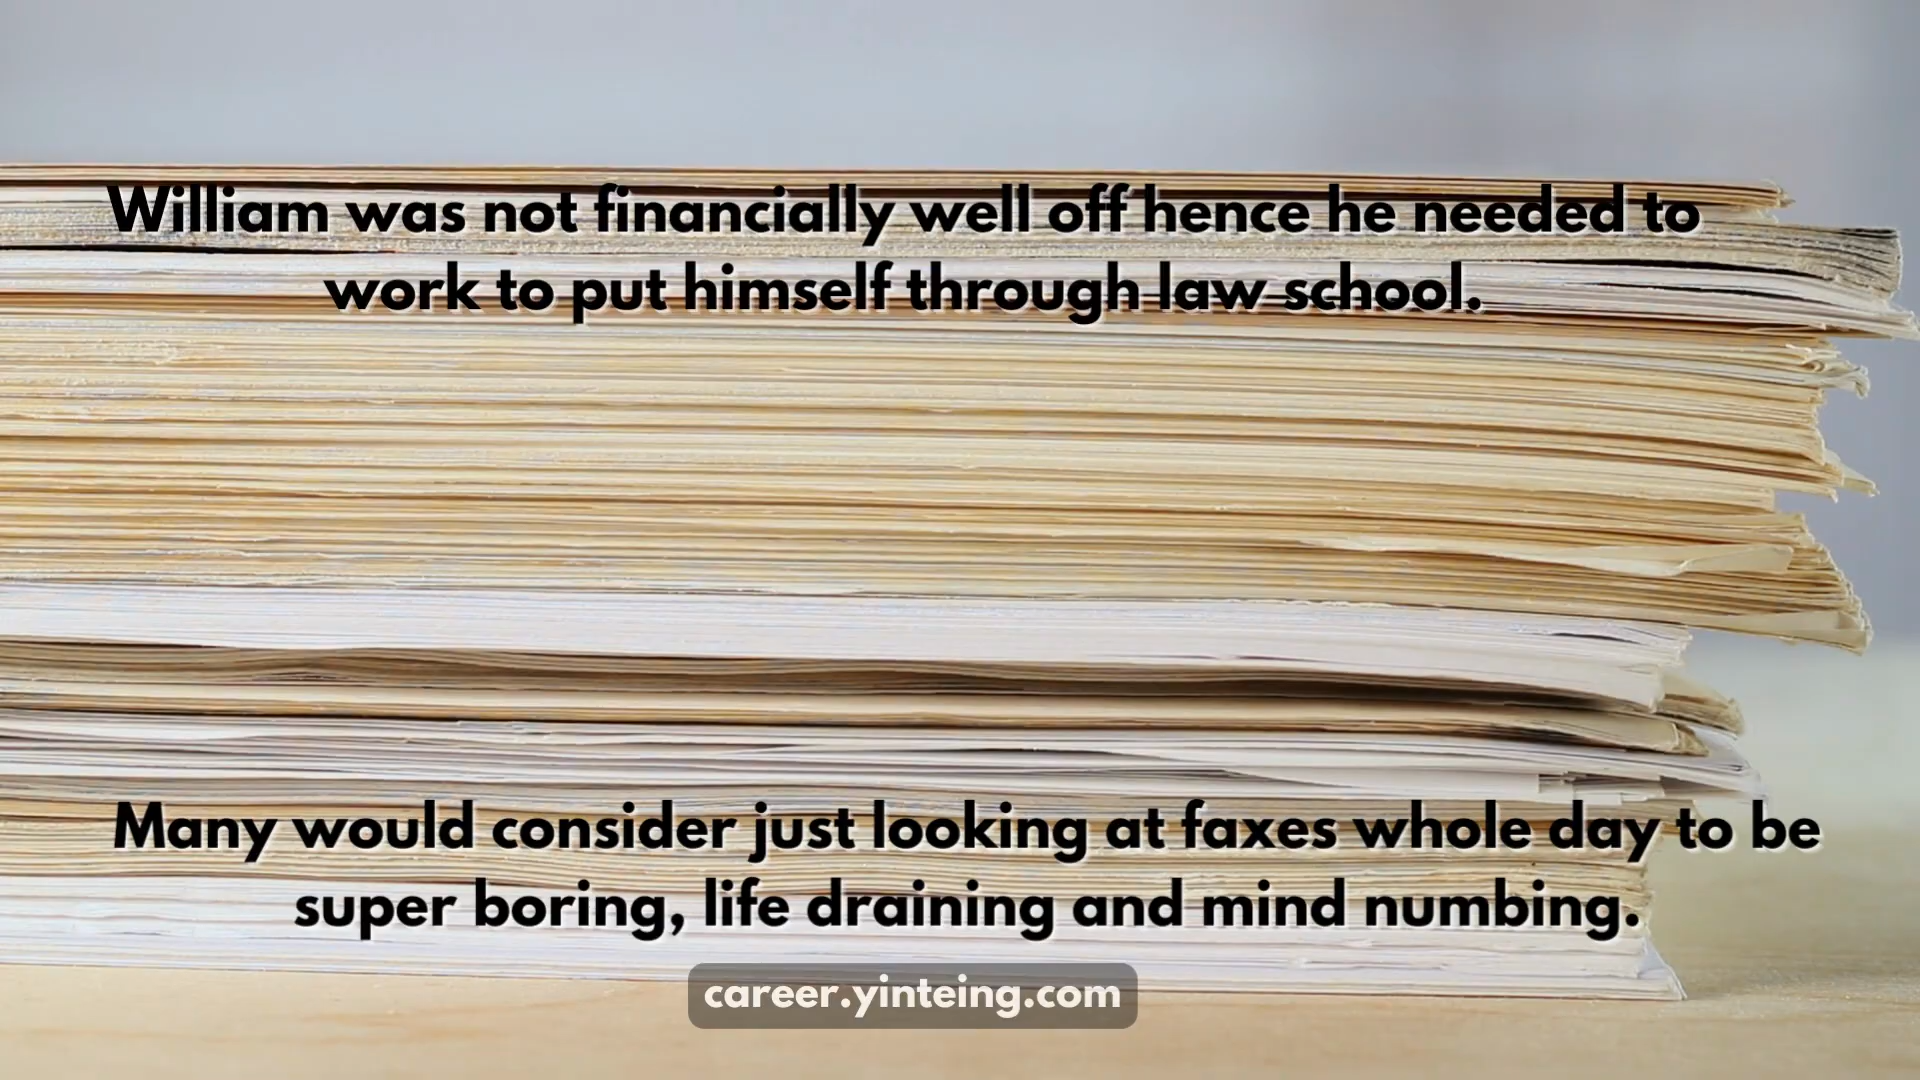 William was not financially well off hence he needed to
work to put himself through law school.
Many would consider just looking at faxes whole day to be
super boring, life draining and mind numbing.
career.yinteing.com